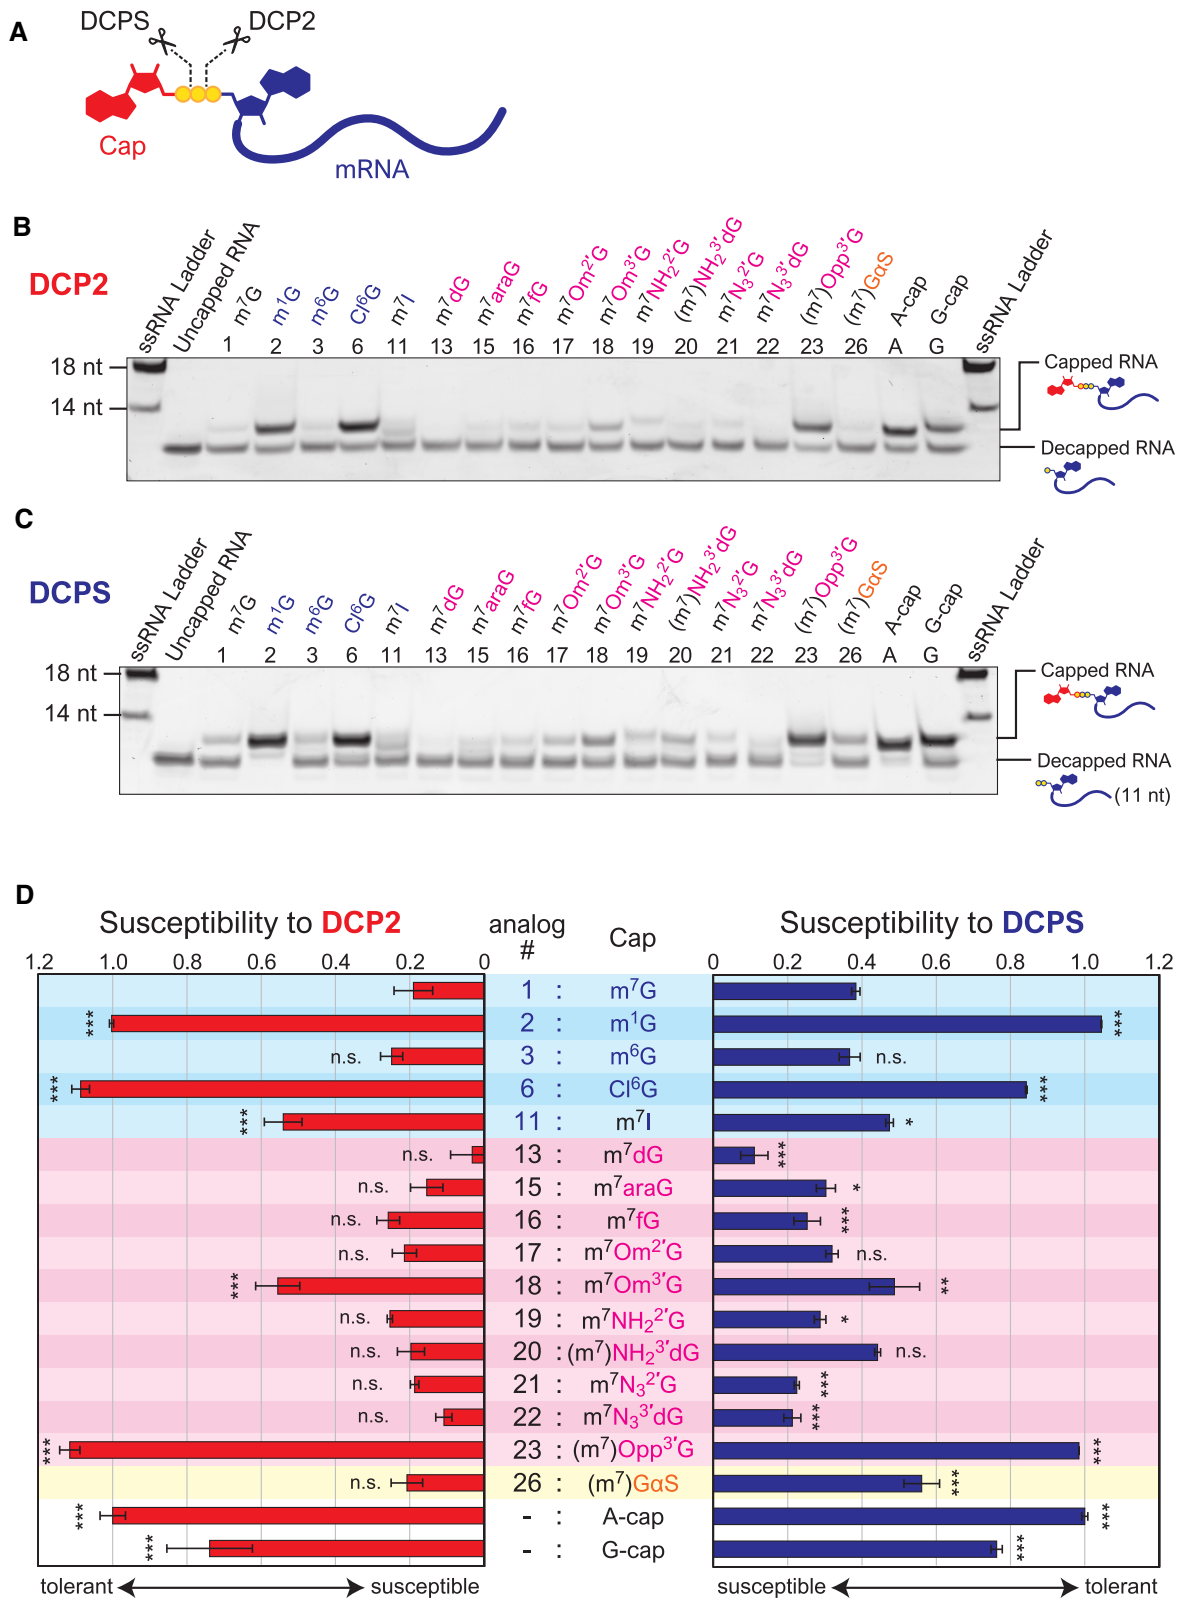 A
DCPS
DCP2
Cap
mRNA
B
DCP2
ssRNA Ladder
Uncapped RNA
m⁷G
m¹G
m⁶G
Cl⁶G
m⁷I
m⁷dG
m⁷araG
m⁷fG
m⁷Om²′G
m⁷Om³′G
m⁷NH₂²′G
(m⁷)NH₂³′dG
m⁷N₃²′G
m⁷N₃³′dG
(m⁷)Opp³′G
(m⁷)GαS
A-cap
G-cap
ssRNA Ladder
1 2 3 6 11 13 15 16 17 18 19 20 21 22 23 26 A G
18 nt
14 nt
Capped RNA
Decapped RNA
C
DCPS
ssRNA Ladder
Uncapped RNA
m⁷G
m¹G
m⁶G
Cl⁶G
m⁷I
m⁷dG
m⁷araG
m⁷fG
m⁷Om²′G
m⁷Om³′G
m⁷NH₂²′G
(m⁷)NH₂³′dG
m⁷N₃²′G
m⁷N₃³′dG
(m⁷)Opp³′G
(m⁷)GαS
A-cap
G-cap
ssRNA Ladder
1 2 3 6 11 13 15 16 17 18 19 20 21 22 23 26 A G
18 nt
14 nt
Capped RNA
Decapped RNA
(11 nt)
D
Susceptibility to DCP2
analog #
Cap
Susceptibility to DCPS
1.2 1.0 0.8 0.6 0.4 0.2 0
0 0.2 0.4 0.6 0.8 1.0 1.2
1 : m⁷G
*** 2 : m¹G ***
n.s. 3 : m⁶G n.s.
*** 6 : Cl⁶G ***
*** 11 : m⁷I *
n.s. 13 : m⁷dG ***
n.s. 15 : m⁷araG *
n.s. 16 : m⁷fG ***
n.s. 17 : m⁷Om²′G n.s.
*** 18 : m⁷Om³′G **
n.s. 19 : m⁷NH₂²′G *
n.s. 20 : (m⁷)NH₂³′dG n.s.
n.s. 21 : m⁷N₃²′G ***
n.s. 22 : m⁷N₃³′dG ***
*** 23 : (m⁷)Opp³′G ***
n.s. 26 : (m⁷)GαS ***
*** - : A-cap ***
*** - : G-cap ***
tolerant susceptible
susceptible tolerant